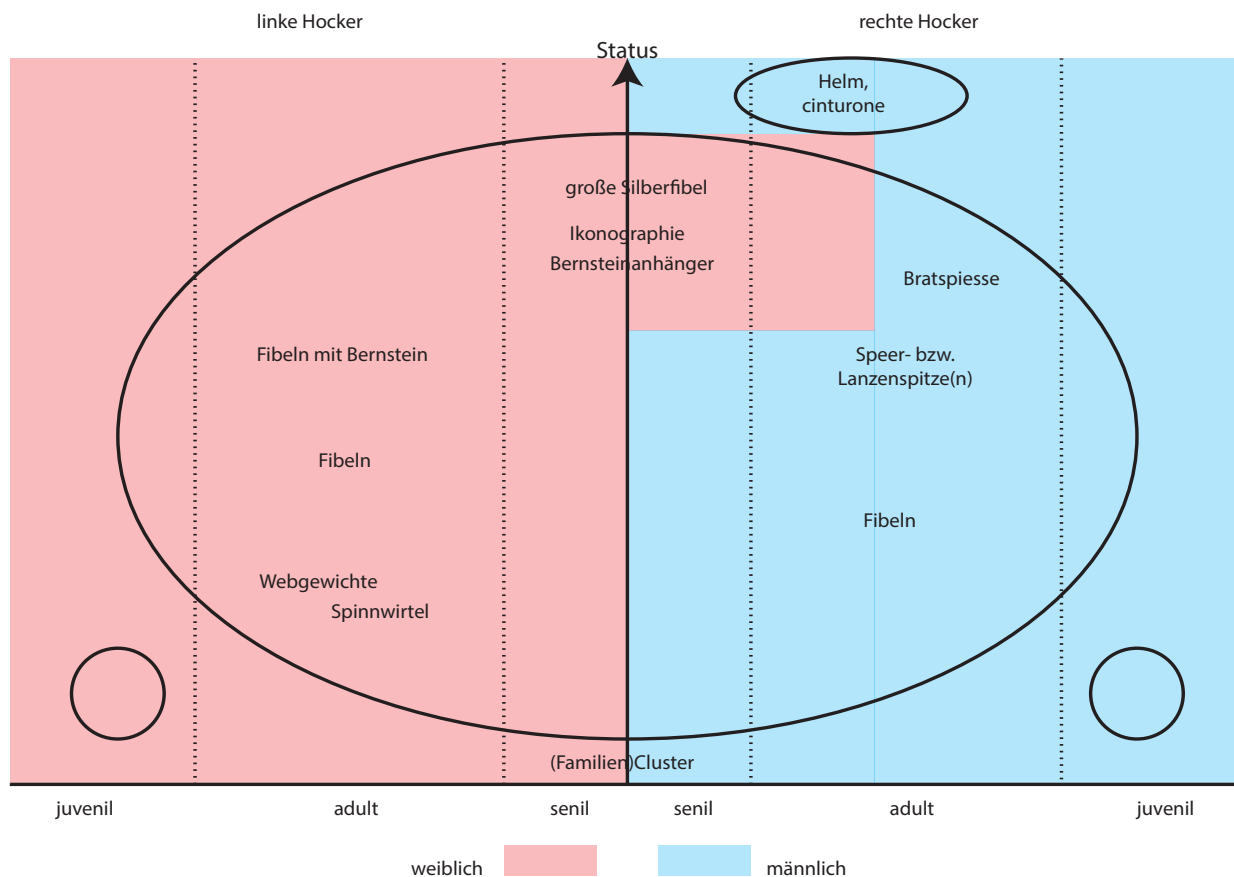 linke Hocker
rechte Hocker
Status
Helm,
cinturone
große Silberfibel
Ikonographie
Bernsteinanhänger
Bratspiesse
Fibeln mit Bernstein
Speer- bzw.
Lanzenspitze(n)
Fibeln
Fibeln
Webgewichte
Spinnwirtel
(Familien)Cluster
juvenil
adult
senil
senil
adult
juvenil
weiblich
männlich